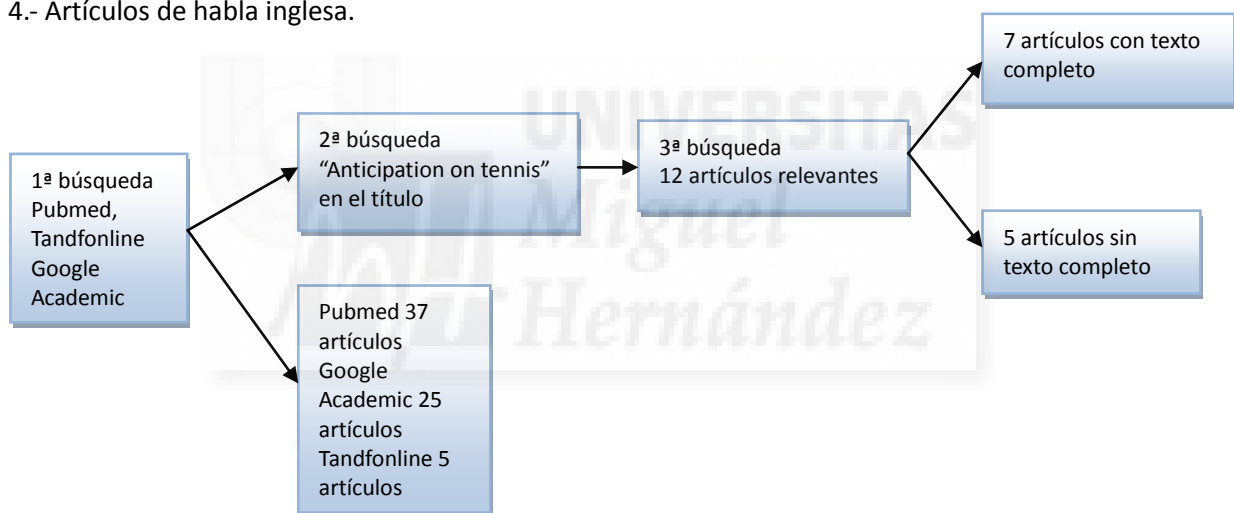 4.- Artículos de habla inglesa.
1ª búsqueda
Pubmed,
Tandfonline
Google
Academic
2ª búsqueda
“Anticipation on tennis”
en el título
Pubmed 37
artículos
Google
Academic 25
artículos
Tandfonline 5
artículos
3ª búsqueda
12 artículos relevantes
7 artículos con texto
completo
5 artículos sin
texto completo
UNIVERSITAS
Miguel
Hernández